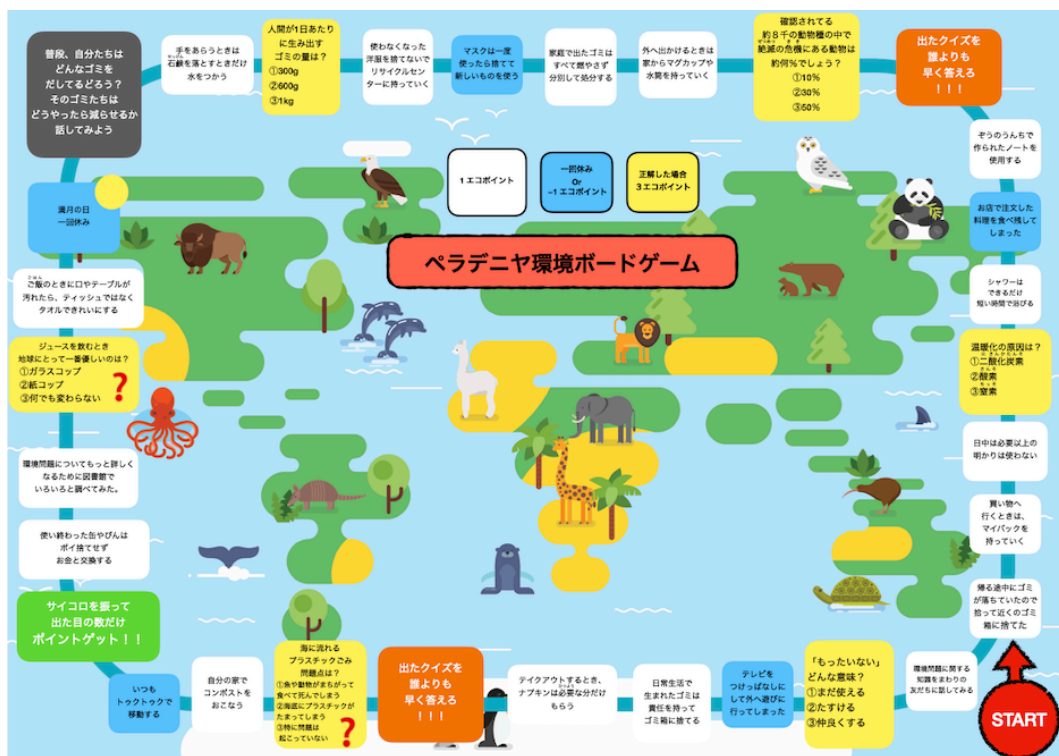 普段、自分たちは
どんなゴミを
だしてるどろう？
そのゴミたちは
どうやったら減らせるか
話してみよう
手をあらうときは
せっけん
石鹸を落とすときだけ
水をつかう
人間が1日あたり
に生み出す
ゴミの量は？
①300g
②600g
③1kg
使わなくなった
洋服を捨てないで
リサイクルセン
ターに持っていく
マスクは一度
使ったら捨てて
新しいものを使う
家庭で出たゴミは
すべて燃やさず
分別して処分する
外へ出かけるときは
家からマグカップや
水筒を持っていく
確認されてる
約８千の動物種の中で
ぜつめつ
きき
絶滅の危機にある動物は
約何%でしょう？
①10%
②30%
③50%
出たクイズを
誰よりも
早く答えろ
！！！
ぞうのうんちで
作られたノートを
使用する
お店で注文した
料理を食べ残して
しまった
シャワーは
できるだけ
短い時間で浴びる
温暖化の原因は？
にさんかたんそ
①二酸化炭素
さんそ
②酸素
ちっそ
③窒素
日中は必要以上の
明かりは使わない
買い物へ
行くときは、
マイバックを
持っていく
帰る途中にゴミ
が落ちていたので
拾って近くのゴミ
箱に捨てた
START
環境問題に関する
知識をまわりの
友だちに話してみる
「もったいない」
どんな意味？
①まだ使える
②たすける
③仲良くする
テレビを
つけっぱなしに
して外へ遊びに
行ってしまった
日常生活で
生まれたゴミは
責任を持って
ゴミ箱に捨てる
テイクアウトするとき、
ひつよう
ナプキンは必要な分だけ
もらう
出たクイズを
誰よりも
早く答えろ
！！！
海に流れる
プラスチックごみ
問題点は？
①魚や動物がまちがって
食べて死んでしまう
②海底にプラスチックが
たまってしまう
③特に問題は
起こっていない
?
自分の家で
コンポストを
おこなう
いつも
トゥクトゥクで
移動する
サイコロを振って
出た目の数だけ
ポイントゲット！！
使い終わった缶やびんは
ポイ捨てせず
お金と交換する
環境問題についてもっと詳しく
なるために図書館で
いろいろと調べてみた。
ジュースを飲むとき
地球にとって一番優しいのは？
①ガラスコップ
②紙コップ
③何でも変わらない
?
ごはん
ご飯のときに口やテーブルが
汚れたら、ティッシュではなく
タオルできれいにする
満月の日
一回休み
1エコポイント
一回休み
Or
−1エコポイント
正解した場合
3エコポイント
ペラデニヤ環境ボードゲーム